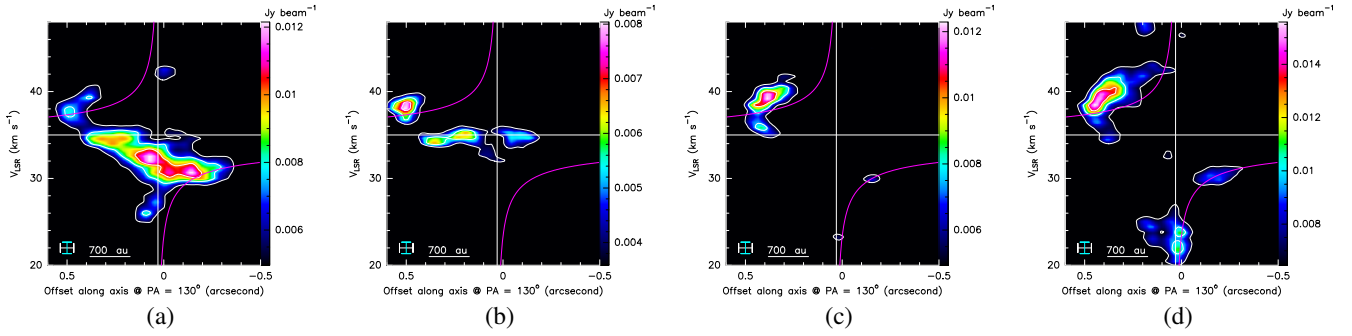 Jy beam⁻¹
0.012
0.010
0.008
0.006
V_LSR (km s⁻¹)
40
30
20
700 au
0.5 0 −0.5
Offset along axis @ PA = 130° (arcsecond)
(a)
Jy beam⁻¹
0.008
0.007
0.006
0.005
0.004
V_LSR (km s⁻¹)
40
30
20
700 au
0.5 0 −0.5
Offset along axis @ PA = 130° (arcsecond)
(b)
Jy beam⁻¹
0.012
0.010
0.008
0.006
V_LSR (km s⁻¹)
40
30
20
700 au
0.5 0 −0.5
Offset along axis @ PA = 130° (arcsecond)
(c)
Jy beam⁻¹
0.014
0.012
0.010
0.008
V_LSR (km s⁻¹)
40
30
20
700 au
0.5 0 −0.5
Offset along axis @ PA = 130° (arcsecond)
(d)